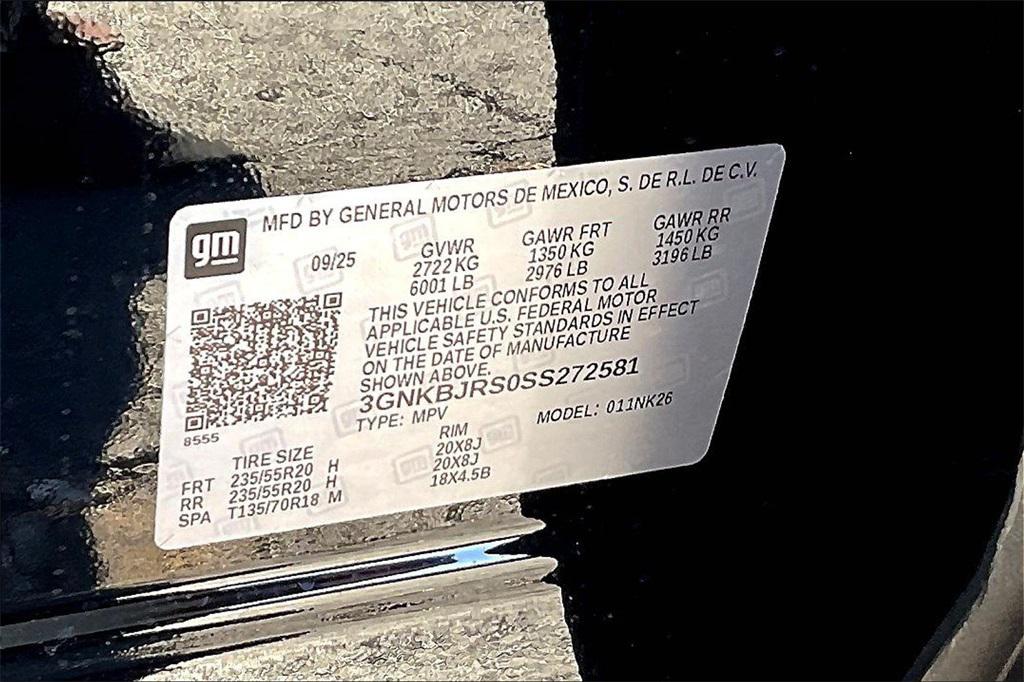 gm
MFD BY GENERAL MOTORS DE MEXICO, S. DE R.L. DE C.V.
09/25
GVWR
2722 KG
6001 LB
GAWR FRT
1350 KG
2976 LB
GAWR RR
1450 KG
3196 LB
THIS VEHICLE CONFORMS TO ALL
APPLICABLE U.S. FEDERAL MOTOR
VEHICLE SAFETY STANDARDS IN EFFECT
ON THE DATE OF MANUFACTURE
SHOWN ABOVE.
3GNKBJRS0SS272581
TYPE: MPV MODEL: 011NK26
8555
TIRE SIZE RIM
FRT 235/55R20 H 20X8J
RR 235/55R20 H 20X8J
SPA T135/70R18 M 18X4.5B